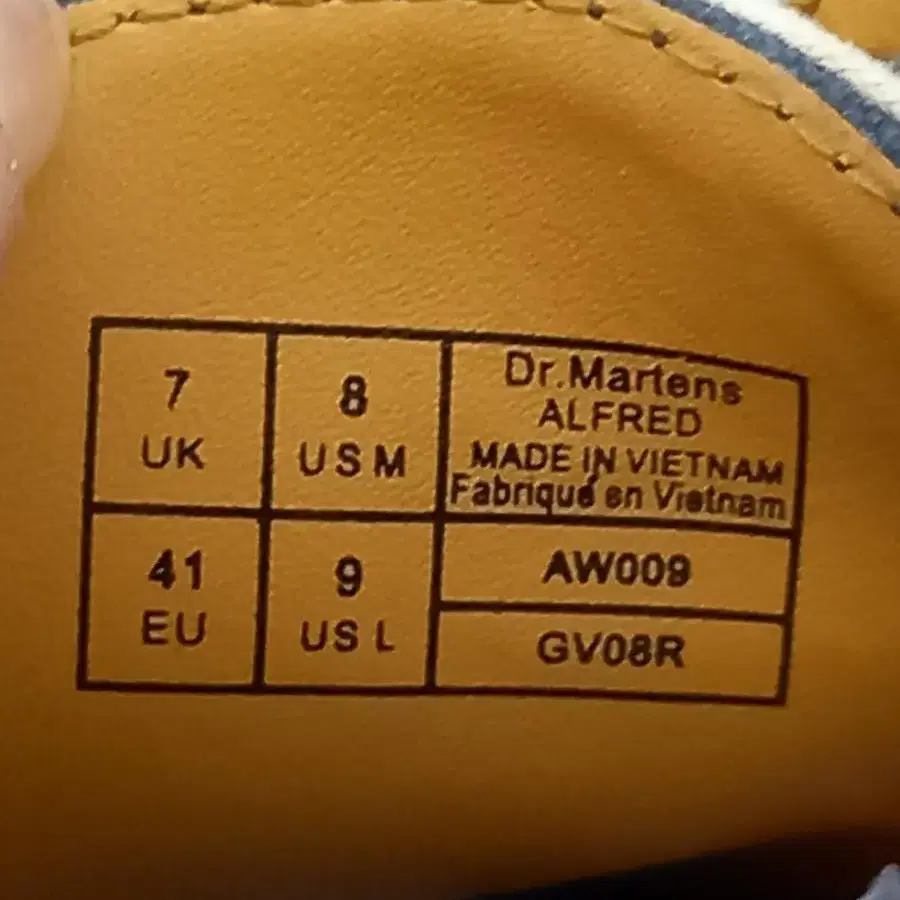 7
UK
8
US M
Dr.Martens
ALFRED
MADE IN VIETNAM
Fabriqué en Vietnam
41
EU
9
US L
AW009
GV08R